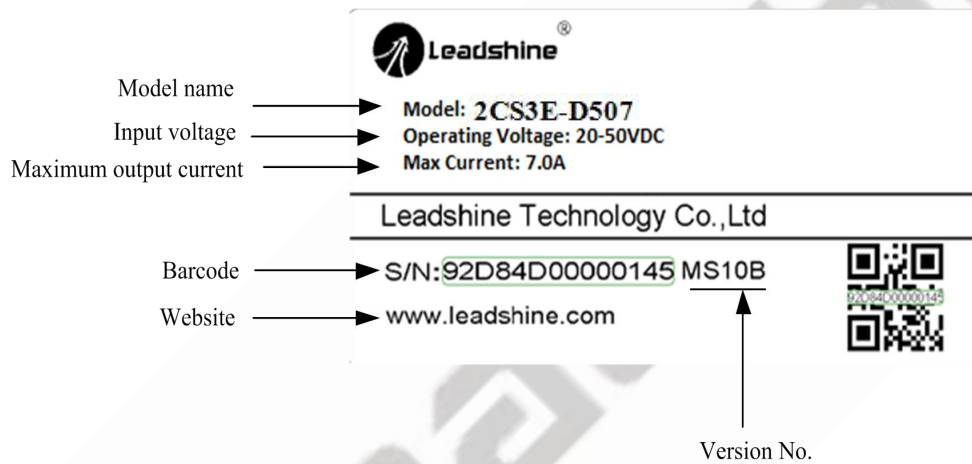 Leadshine®
Model name
Model: 2CS3E-D507
Input voltage
Operating Voltage: 20-50VDC
Maximum output current
Max Current: 7.0A
Leadshine Technology Co.,Ltd
Barcode
S/N:92D84D00000145 MS10B
92D84D00000145
Website
www.leadshine.com
Version No.